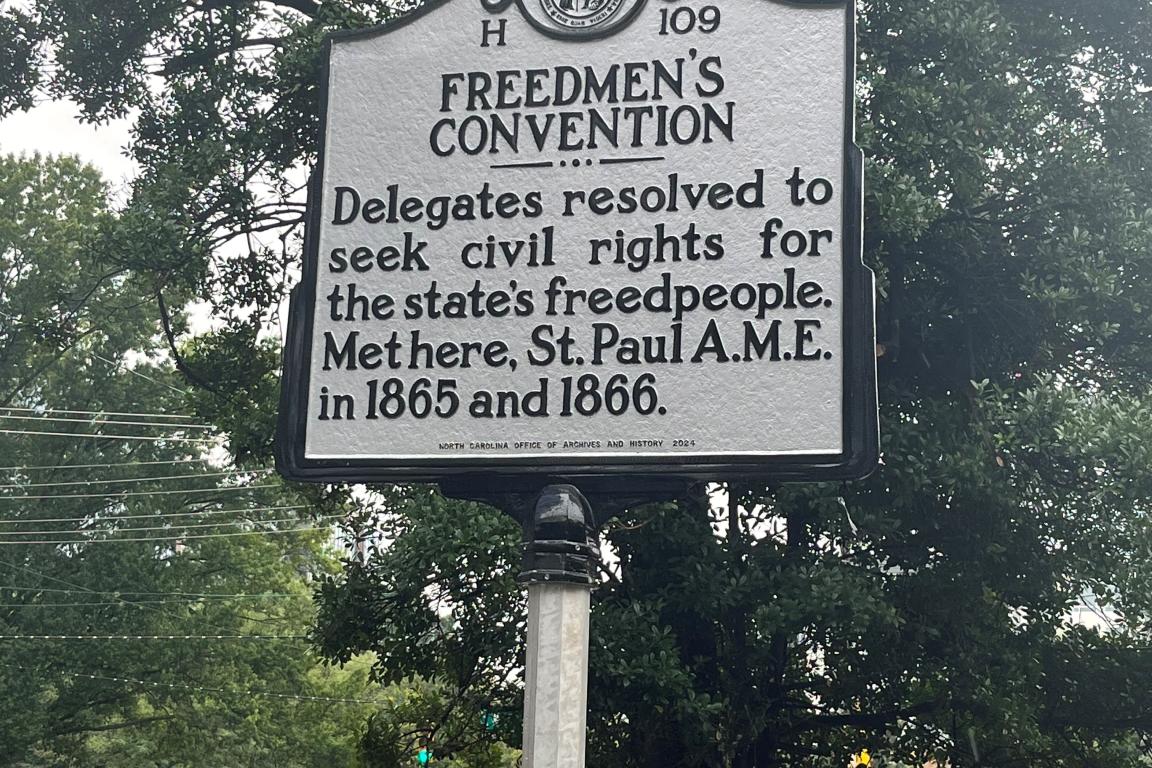 H 109
FREEDMEN'S
CONVENTION
Delegates resolved to
seek civil rights for
the state's freedpeople.
Met here, St. Paul A.M.E.
in 1865 and 1866.
NORTH CAROLINA OFFICE OF ARCHIVES AND HISTORY 2024